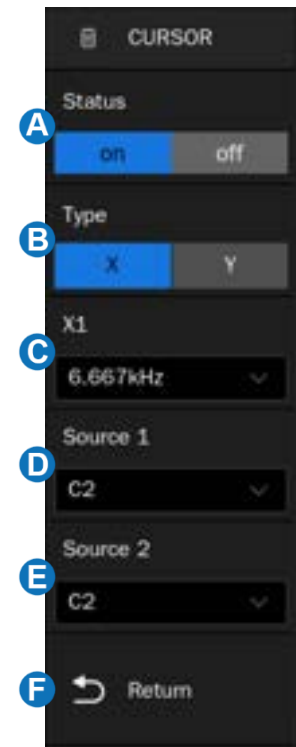 CURSOR
Status
A
on off
Type
B
X Y
X1
C
6.667kHz
Source 1
D
C2
Source 2
E
C2
F Return